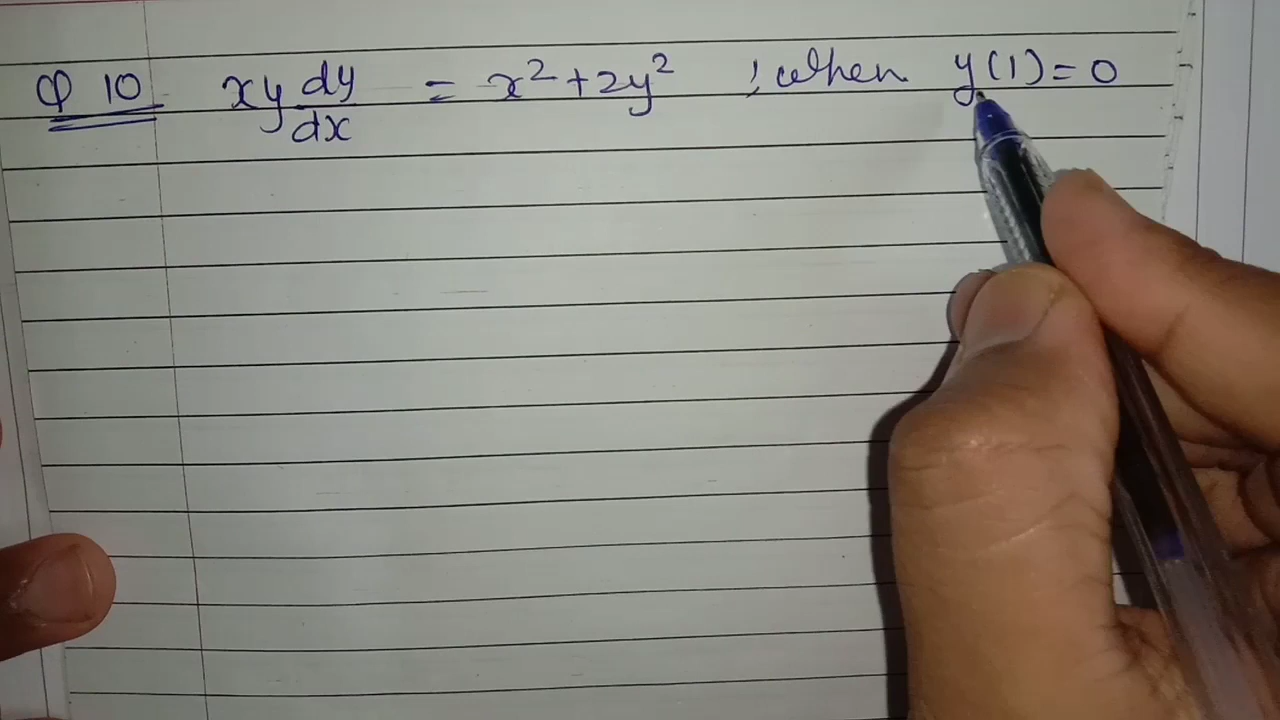 Q 10 xy dy/dx = x² + 2y² ; when y(1) = 0